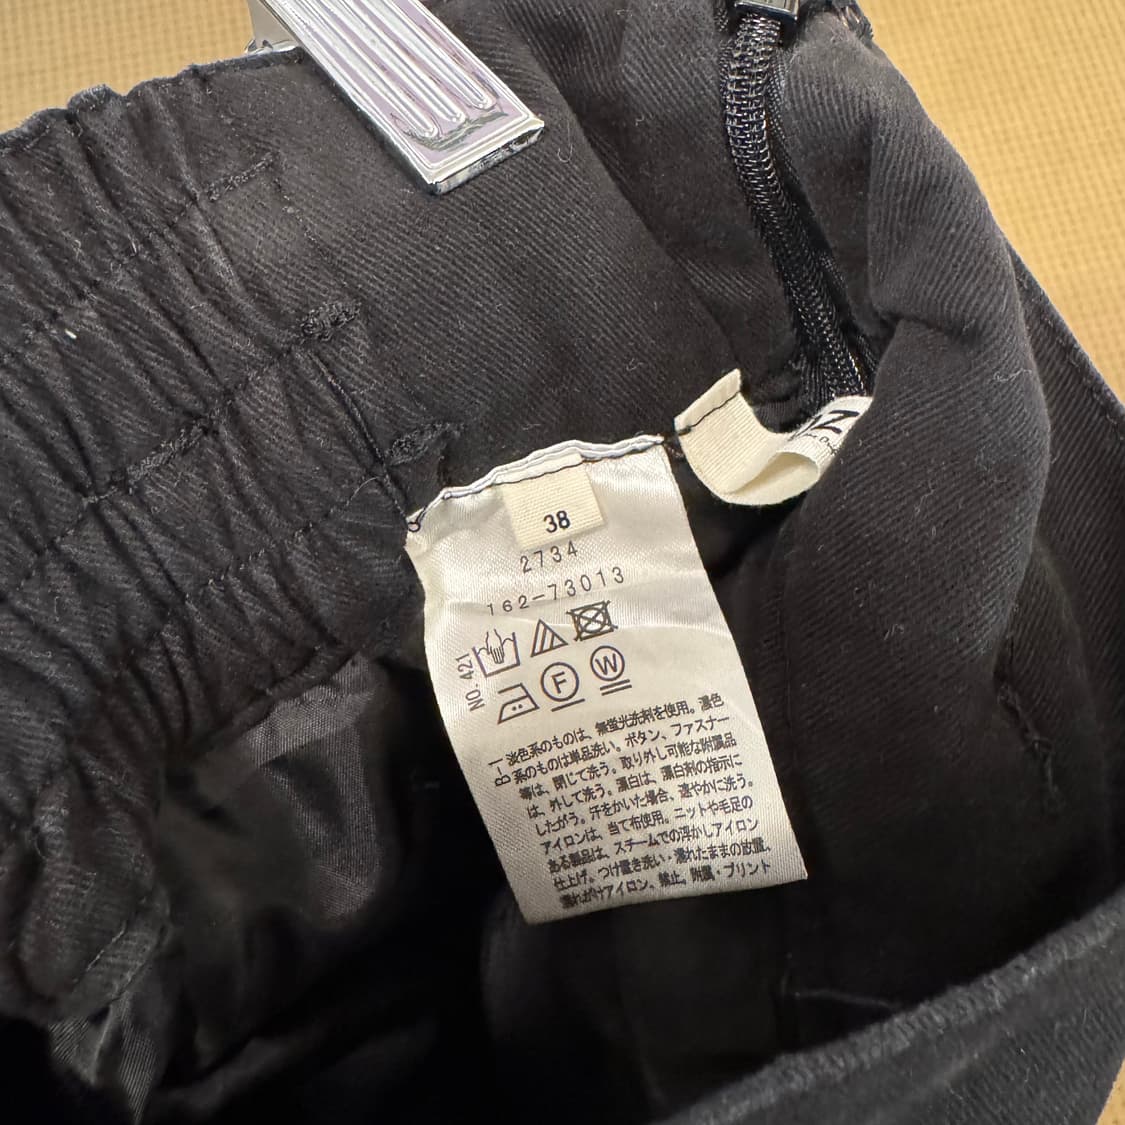 38
2734
162-73013
NO. 421
F
W
B-1 淡色系のものは、無蛍光洗剤を使用。濃色
系のものは単品洗い。ボタン、ファスナー
等は、閉じて洗う。取り外し可能な附属品
は、外して洗う。漂白は、漂白剤の指示に
したがう。汗をかいた場合、速やかに洗う。
アイロンは、当て布使用。ニットや毛足の
ある製品は、スチームでの浮かしアイロン
仕上げ。つけ置き洗い・濡れたままの放置、
濡れがけアイロン、禁止。附属・プリント